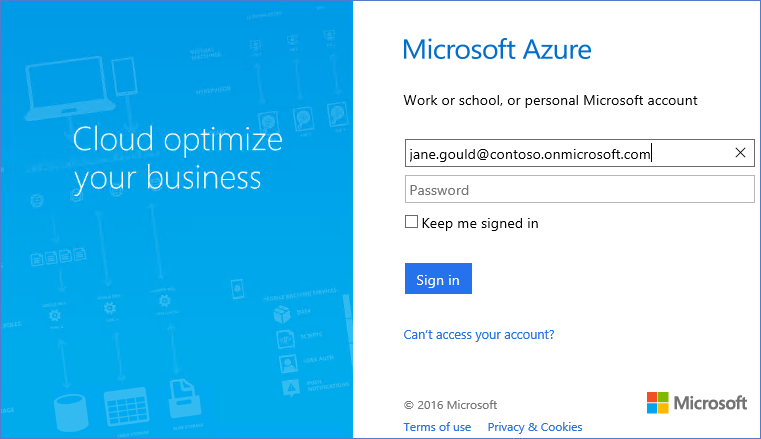 Cloud optimize
your business
Microsoft Azure
Work or school, or personal Microsoft account
jane.gould@contoso.onmicrosoft.com
Password
Keep me signed in
Sign in
Can't access your account?
© 2016 Microsoft
Microsoft
Terms of use Privacy & Cookies